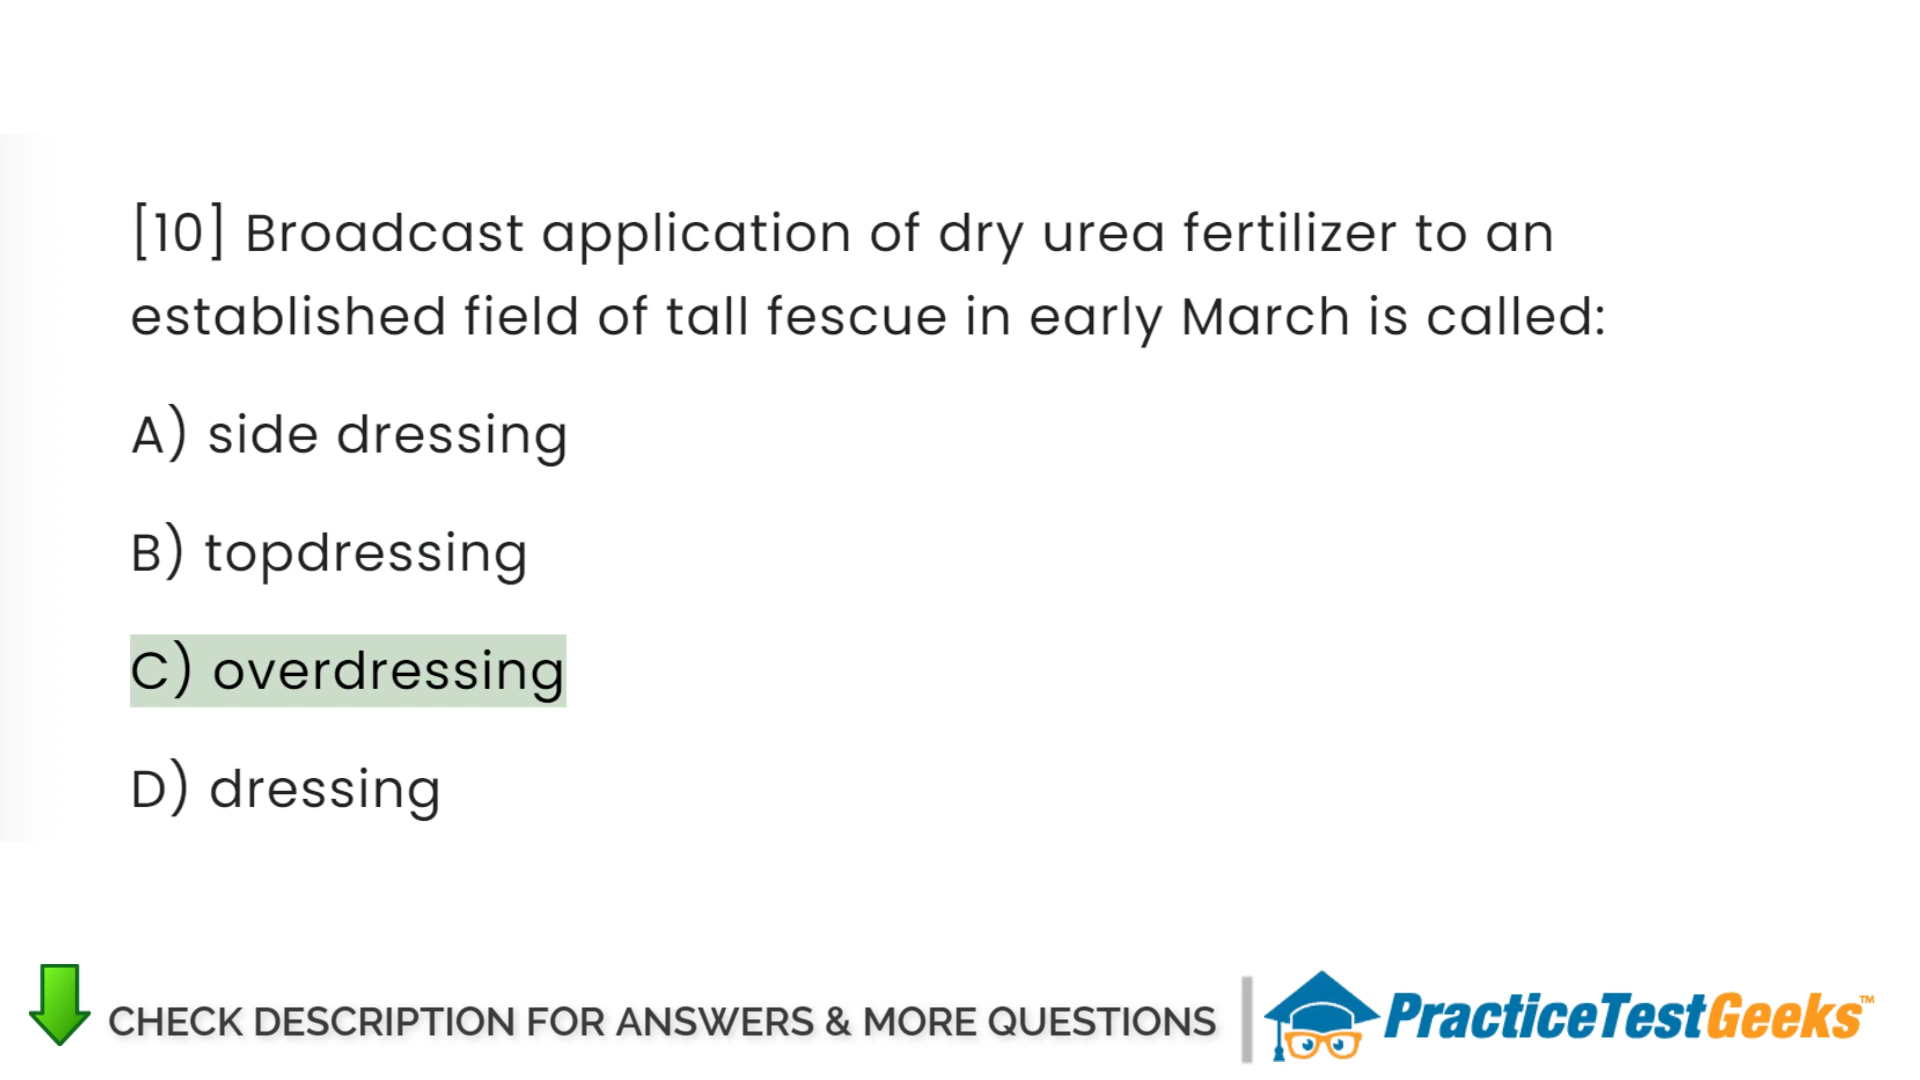 [10] Broadcast application of dry urea fertilizer to an
established field of tall fescue in early March is called:
A) side dressing
B) topdressing
C) overdressing
D) dressing
CHECK DESCRIPTION FOR ANSWERS & MORE QUESTIONS
PracticeTestGeeks™